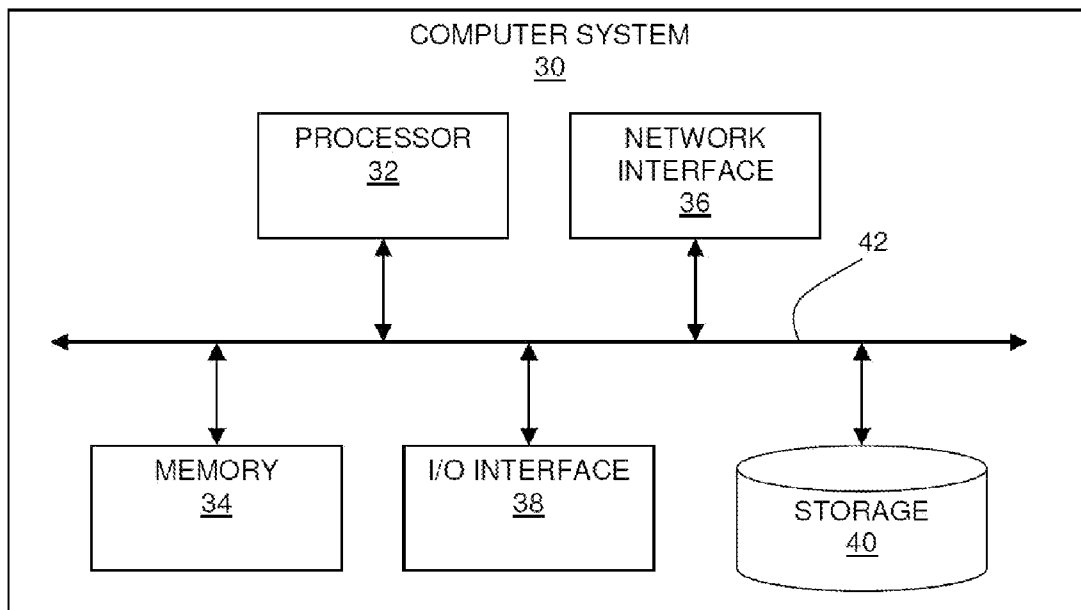 COMPUTER SYSTEM
30
PROCESSOR
32
NETWORK
INTERFACE
36
42
MEMORY
34
I/O INTERFACE
38
STORAGE
40